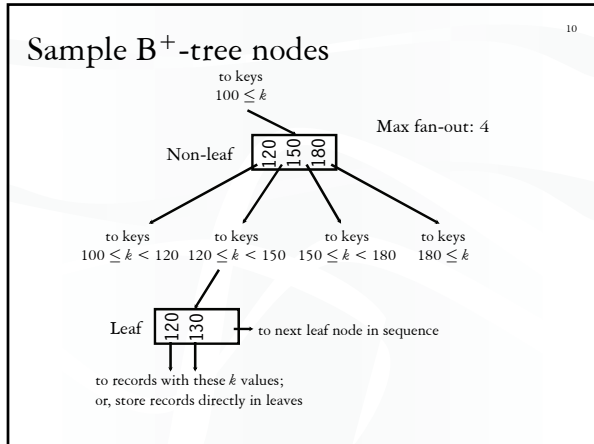 10
Sample B⁺-tree nodes
to keys
100 ≤ k
Max fan-out: 4
Non-leaf
120
150
180
to keys
100 ≤ k < 120
to keys
120 ≤ k < 150
to keys
150 ≤ k < 180
to keys
180 ≤ k
Leaf
120
130
to next leaf node in sequence
to records with these k values;
or, store records directly in leaves